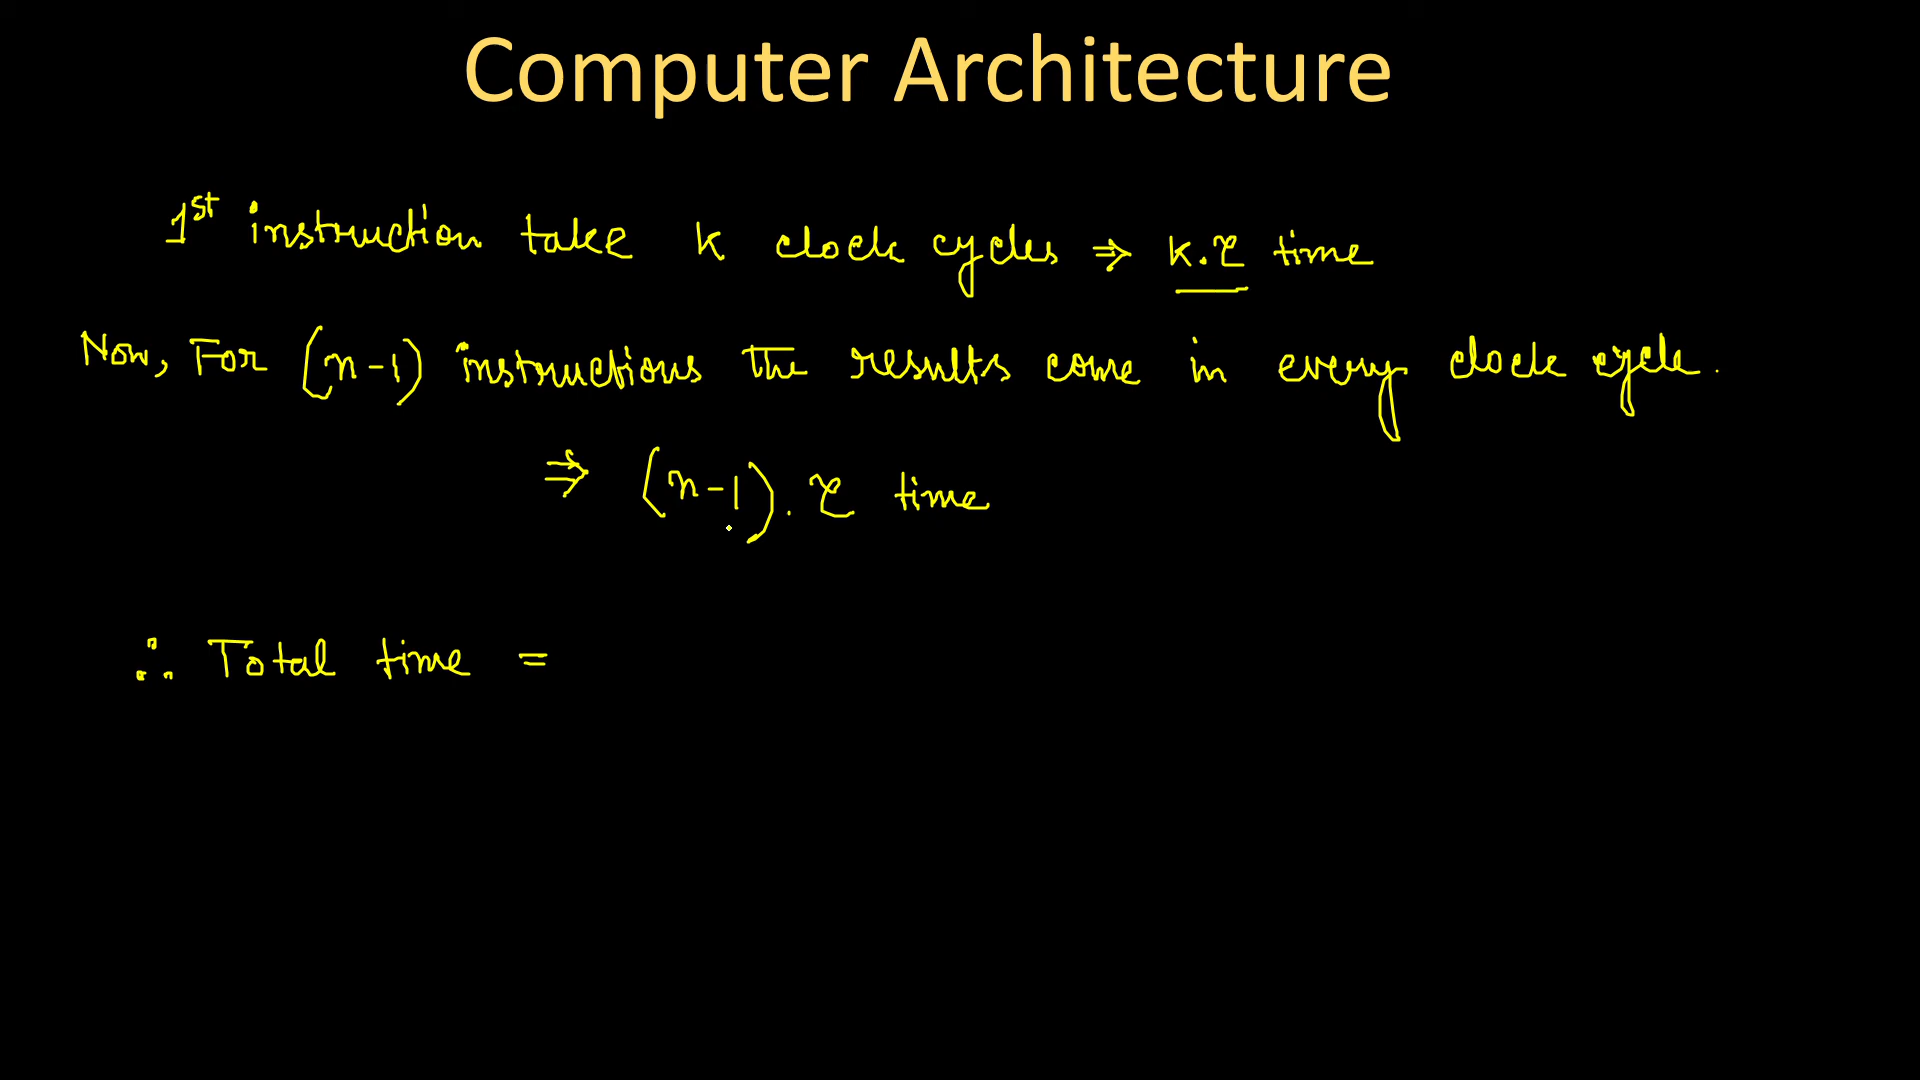 Computer Architecture
1st instruction take k clock cycles ⇒ k.τ time
Now, For (n-1) instructions the results come in every clock cycle.
⇒ (n-1).τ time
∴ Total time =